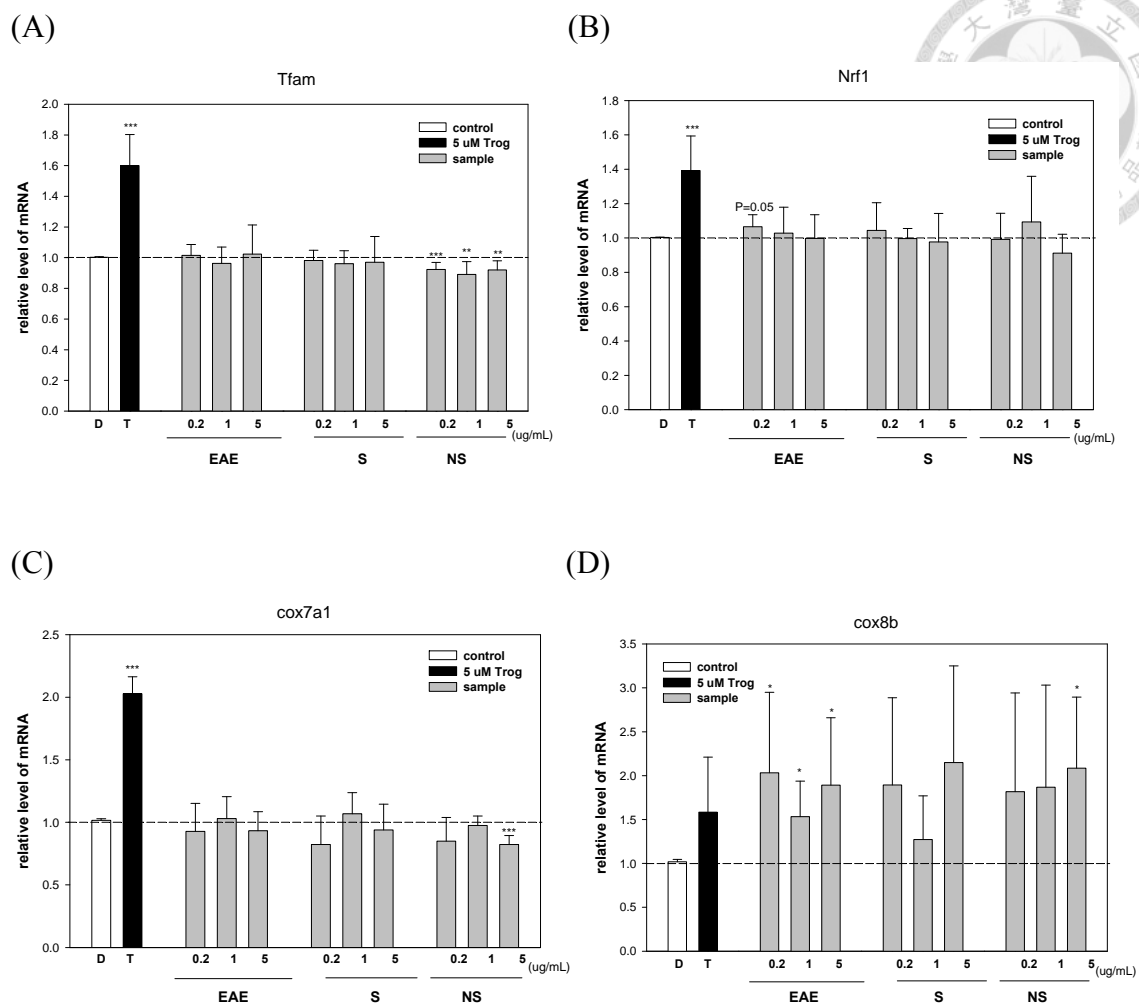 (A)
Tfam
relative level of mRNA
2.0
1.8
1.6
1.4
1.2
1.0
0.8
0.6
0.4
0.2
0.0
***
control
5 uM Trog
sample
*** ** **
D T 0.2 1 5 0.2 1 5 0.2 1 5
(ug/mL)
EAE S NS
(B)
Nrf1
relative level of mRNA
1.8
1.6
1.4
1.2
1.0
0.8
0.6
0.4
0.2
0.0
***
control
5 uM Trog
sample
P=0.05
D T 0.2 1 5 0.2 1 5 0.2 1 5
(ug/mL)
EAE S NS
(C)
cox7a1
relative level of mRNA
2.5
2.0
1.5
1.0
0.5
0.0
***
control
5 uM Trog
sample
***
D T 0.2 1 5 0.2 1 5 0.2 1 5
(ug/mL)
EAE S NS
(D)
cox8b
relative level of mRNA
3.5
3.0
2.5
2.0
1.5
1.0
0.5
0.0
control
5 uM Trog
sample
* * * *
D T 0.2 1 5 0.2 1 5 0.2 1 5
(ug/mL)
EAE S NS
大灣臺立